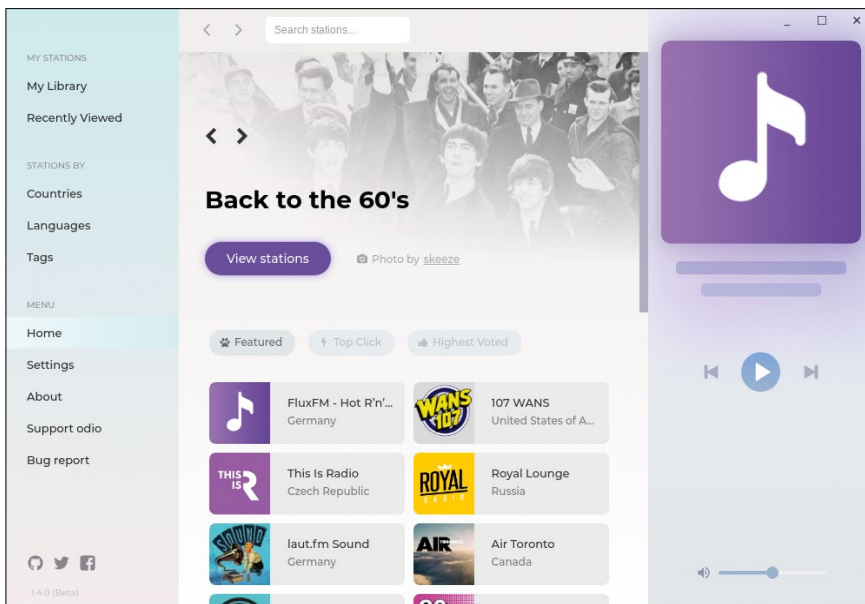 Search stations...
MY STATIONS
My Library
Recently Viewed
STATIONS BY
Countries
Languages
Tags
MENU
Home
Settings
About
Support odio
Bug report
1.4.0 (Beta)
Back to the 60's
View stations
Photo by skeeze
Featured
Top Click
Highest Voted
FluxFM - Hot R'n'...
Germany
WANS
107
107 WANS
United States of A...
THIS
IS R
This Is Radio
Czech Republic
ROYAL
RADIO
Royal Lounge
Russia
SOUND
laut.fm Sound
Germany
AIR
TORONTO
Air Toronto
Canada